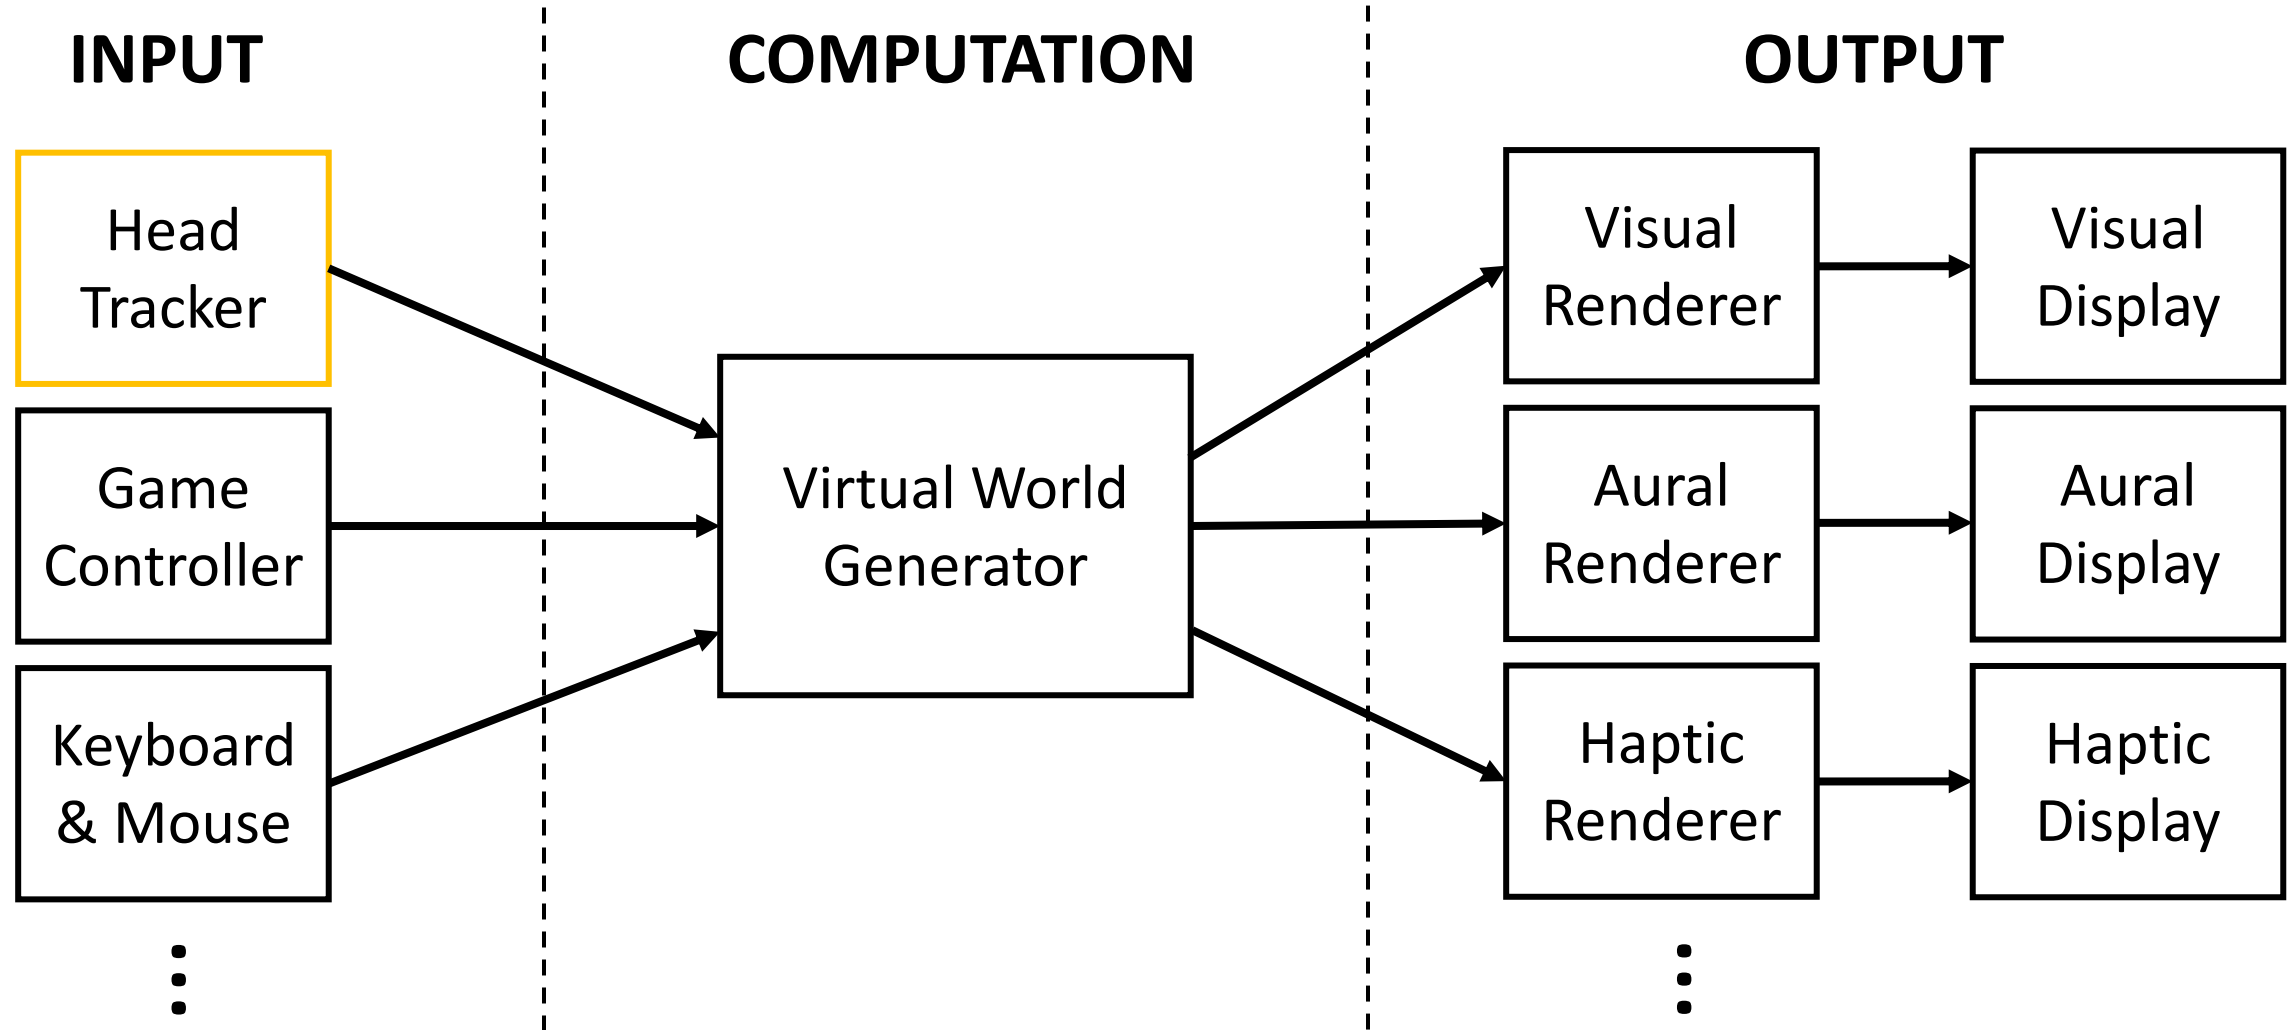 INPUT
COMPUTATION
OUTPUT
Head
Tracker
Game
Controller
Keyboard
& Mouse
Virtual World
Generator
Visual
Renderer
Visual
Display
Aural
Renderer
Aural
Display
Haptic
Renderer
Haptic
Display